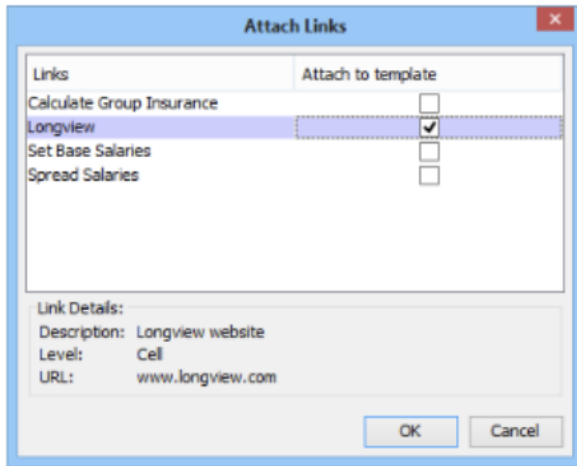 Attach Links
Links Attach to template
Calculate Group Insurance
Longview
Set Base Salaries
Spread Salaries
Link Details:
Description: Longview website
Level: Cell
URL: www.longview.com
OK Cancel